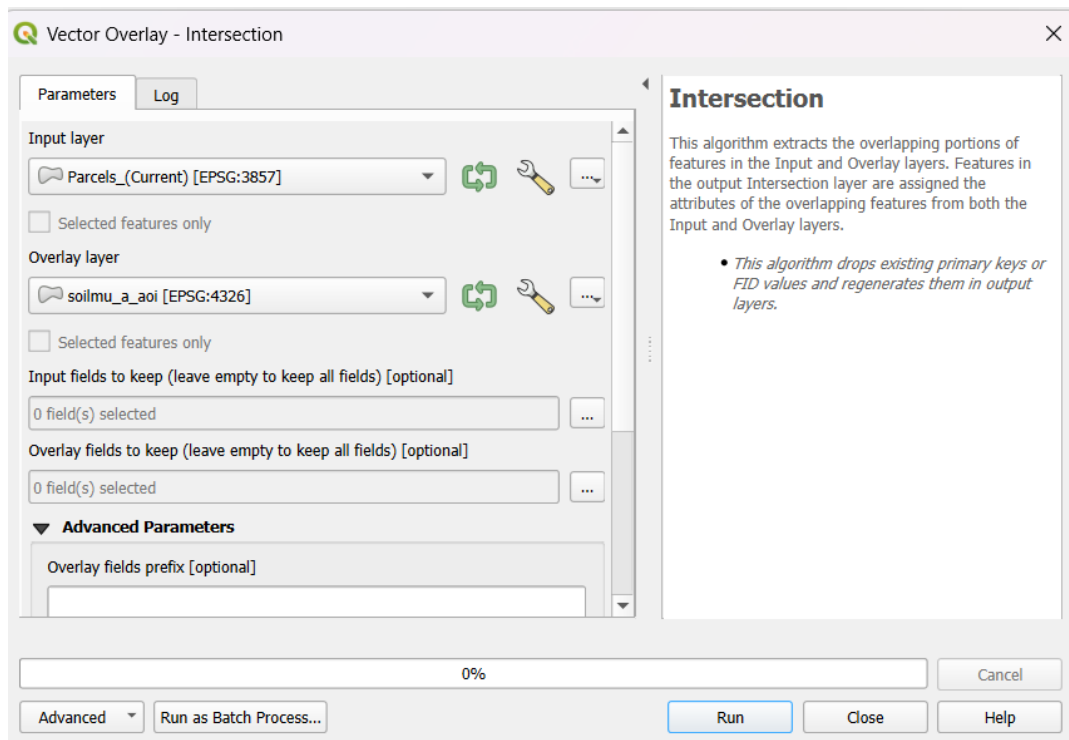 Vector Overlay - Intersection
Parameters
Log
Input layer
Parcels_(Current) [EPSG:3857]
...
Selected features only
Overlay layer
soilmu_a_aoi [EPSG:4326]
...
Selected features only
Input fields to keep (leave empty to keep all fields) [optional]
0 field(s) selected
...
Overlay fields to keep (leave empty to keep all fields) [optional]
0 field(s) selected
...
Advanced Parameters
Overlay fields prefix [optional]
Intersection
This algorithm extracts the overlapping portions of
features in the Input and Overlay layers. Features in
the output Intersection layer are assigned the
attributes of the overlapping features from both the
Input and Overlay layers.
• This algorithm drops existing primary keys or
FID values and regenerates them in output
layers.
0%
Cancel
Advanced
Run as Batch Process...
Run
Close
Help